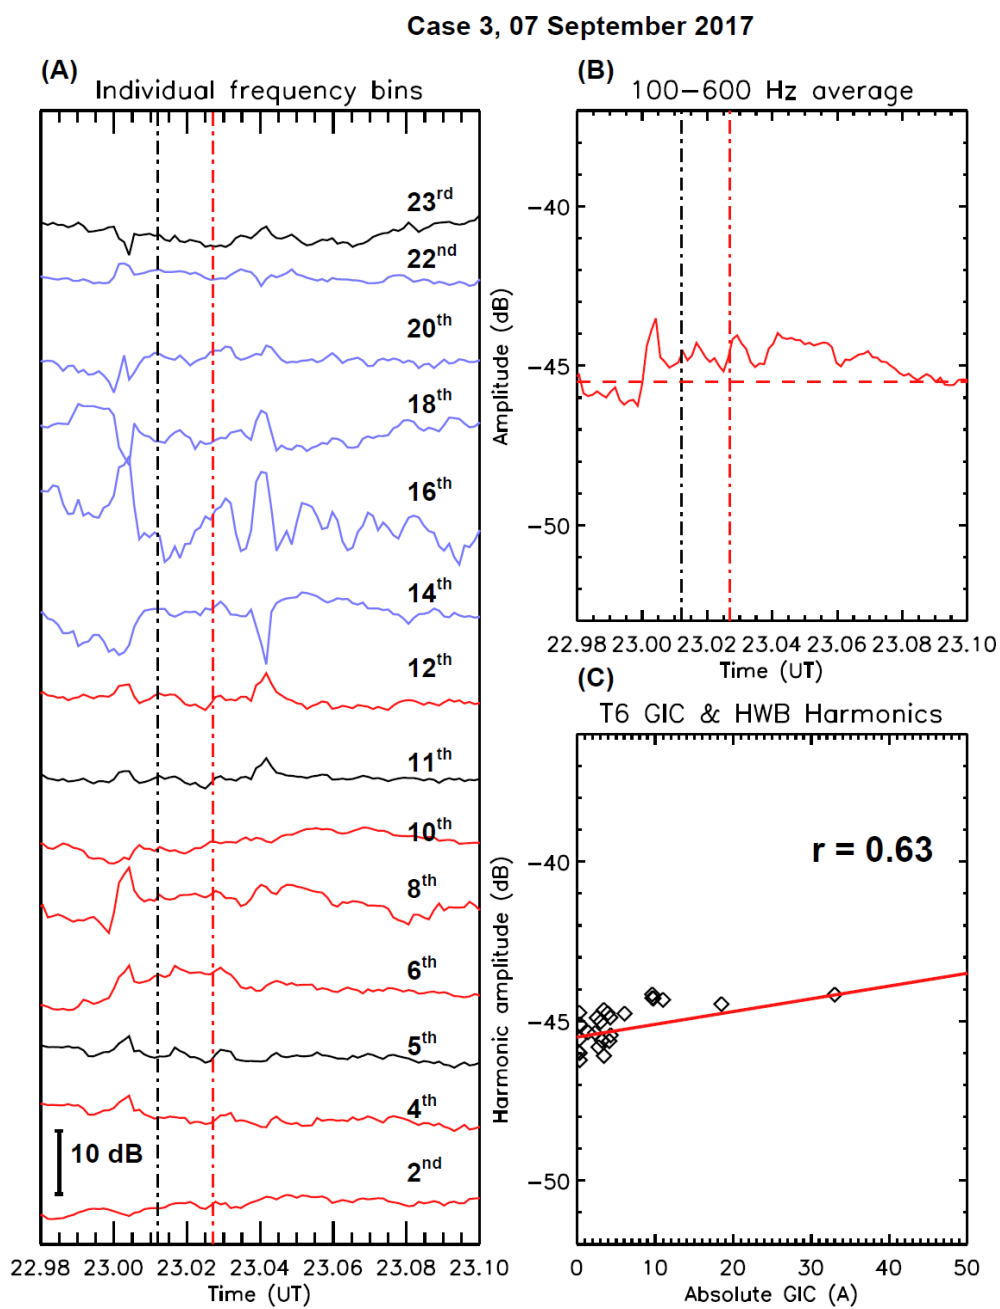 Case 3, 07 September 2017
(A)
Individual frequency bins
23rd
22nd
20th
18th
16th
14th
12th
11th
10th
8th
6th
5th
4th
10 dB
2nd
22.98 23.00 23.02 23.04 23.06 23.08 23.10
Time (UT)
(B)
100-600 Hz average
Amplitude (dB)
-40
-45
-50
22.98 23.00 23.02 23.04 23.06 23.08 23.10
Time (UT)
(C)
T6 GIC & HWB Harmonics
Harmonic amplitude (dB)
r = 0.63
-40
-45
-50
0 10 20 30 40 50
Absolute GIC (A)